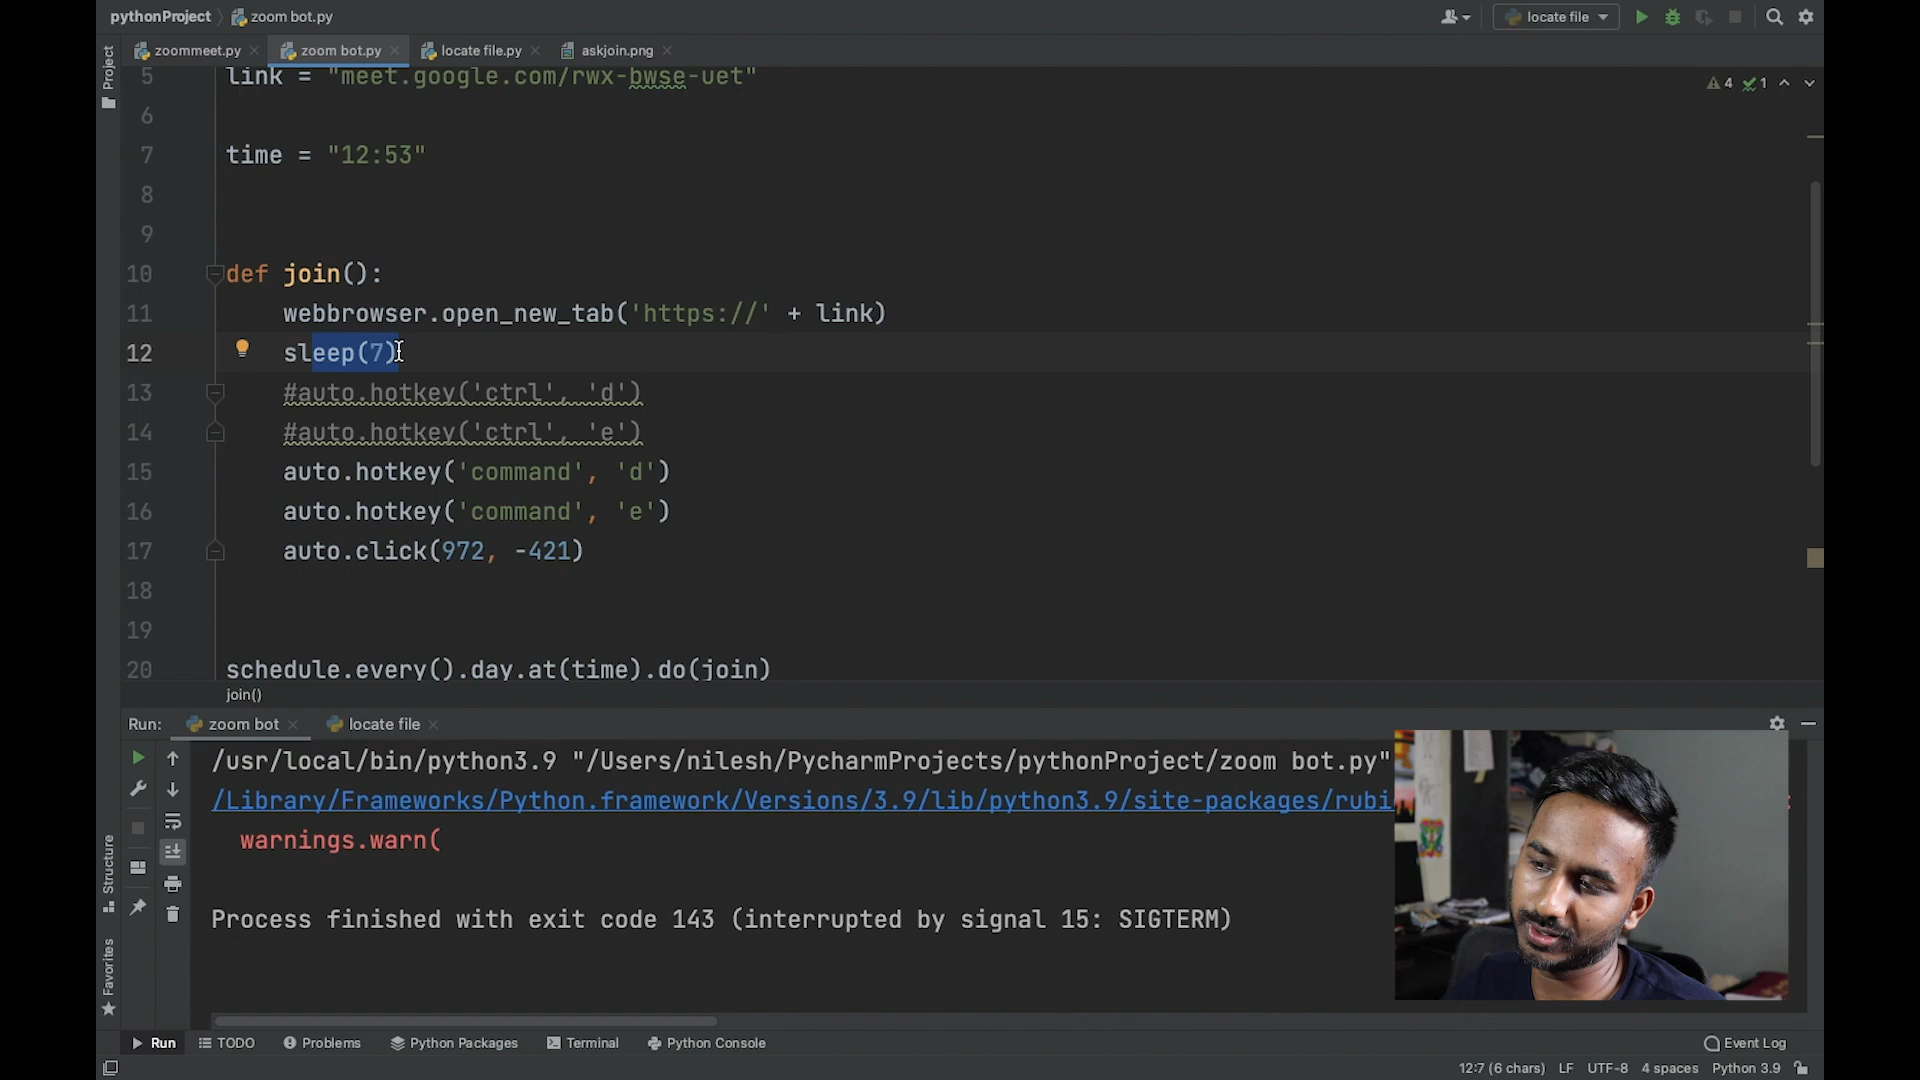 pythonProject zoom bot.py locate file
zoommeet.py zoom bot.py locate file.py askjoin.png
Project
5 link = "meet.google.com/rwx-bwse-uet" 4 1
6
7 time = "12:53"
8
9
10 def join():
11 webbrowser.open_new_tab('https://' + link)
12 sleep(7)
13 #auto.hotkey('ctrl', 'd')
14 #auto.hotkey('ctrl', 'e')
15 auto.hotkey('command', 'd')
16 auto.hotkey('command', 'e')
17 auto.click(972, -421)
18
19
20 schedule.every().day.at(time).do(join)
join()
Run: zoom bot locate file
/usr/local/bin/python3.9 "/Users/nilesh/PycharmProjects/pythonProject/zoom bot.py"
/Library/Frameworks/Python.framework/Versions/3.9/lib/python3.9/site-packages/rubi
warnings.warn(
Process finished with exit code 143 (interrupted by signal 15: SIGTERM)
Structure
Favorites
Run TODO Problems Python Packages Terminal Python Console Event Log
12:7 (6 chars) LF UTF-8 4 spaces Python 3.9